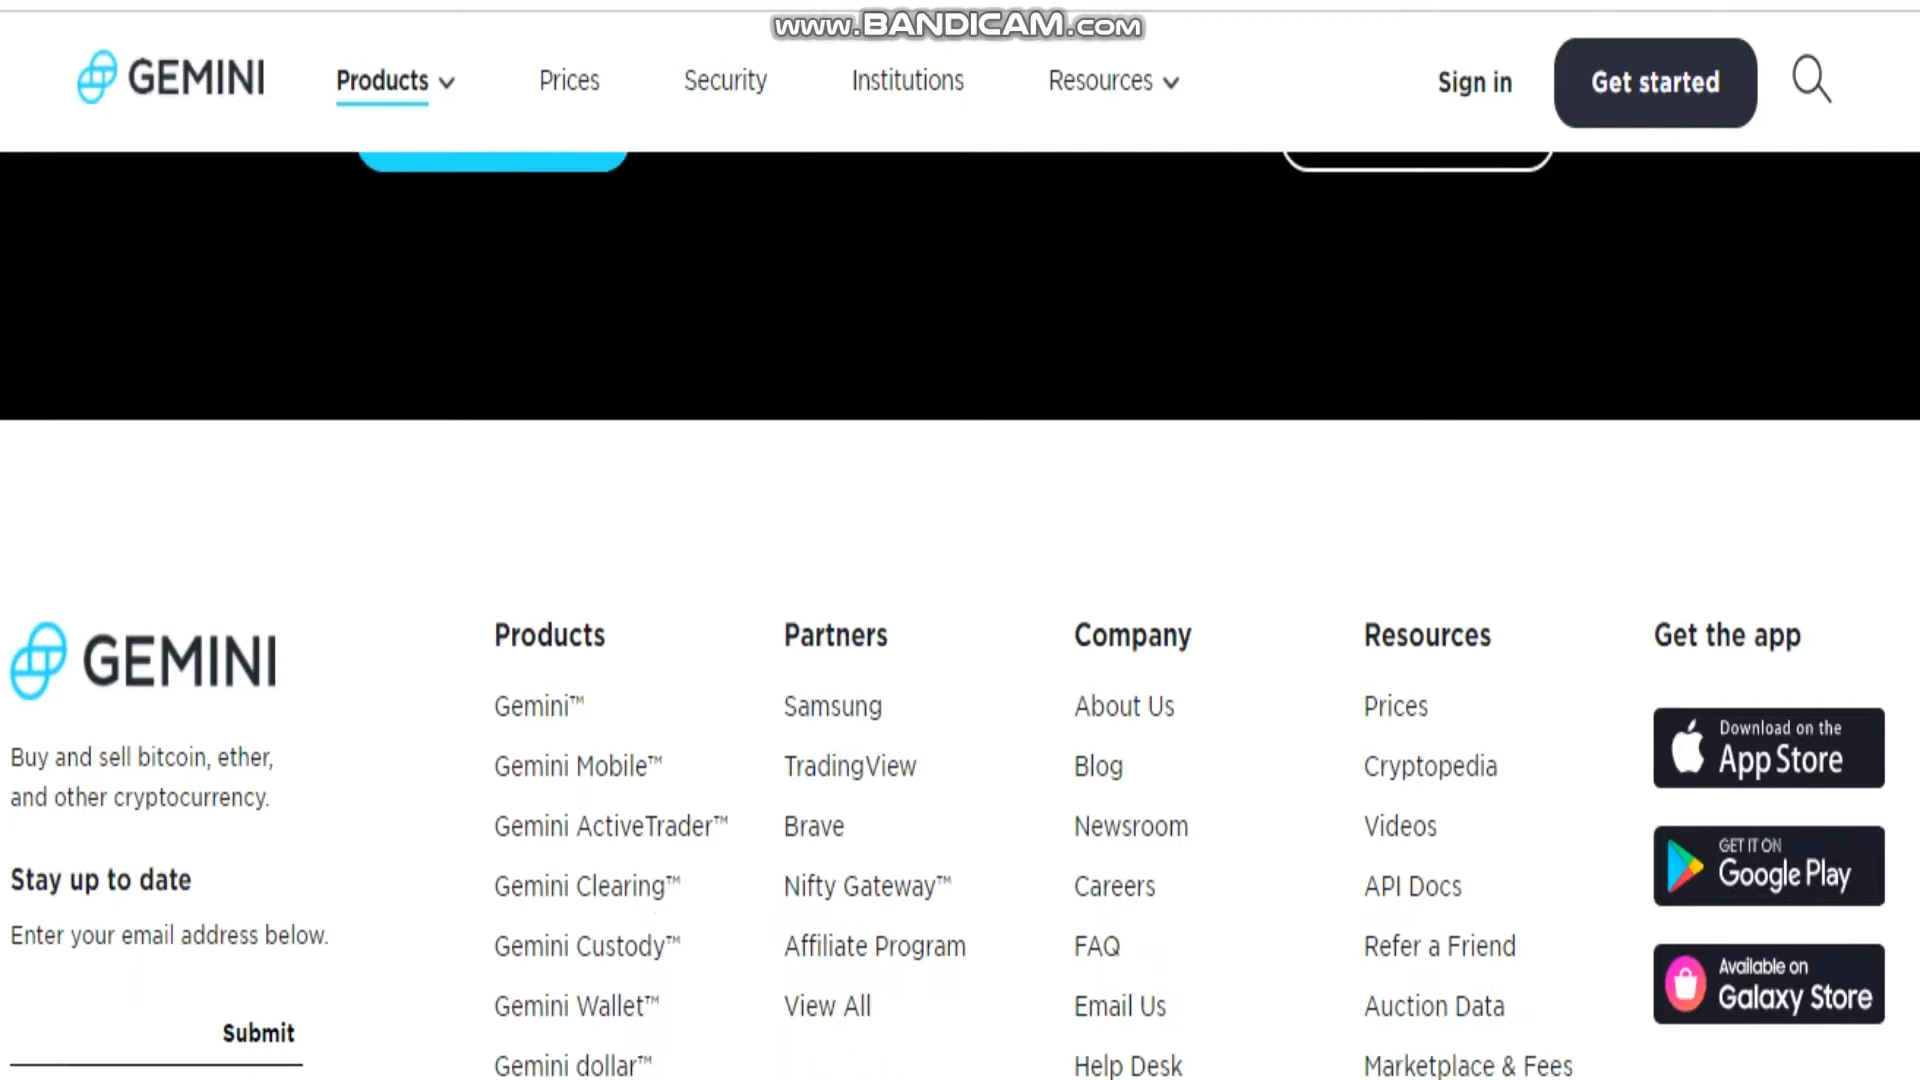 www.BANDICAM.com
GEMINI
Products
Prices
Security
Institutions
Resources
Sign in
Get started
GEMINI
Buy and sell bitcoin, ether,
and other cryptocurrency.
Stay up to date
Enter your email address below.
Submit
Products
Gemini™
Gemini Mobile™
Gemini ActiveTrader™
Gemini Clearing™
Gemini Custody™
Gemini Wallet™
Gemini dollar™
Partners
Samsung
TradingView
Brave
Nifty Gateway™
Affiliate Program
View All
Company
About Us
Blog
Newsroom
Careers
FAQ
Email Us
Help Desk
Resources
Prices
Cryptopedia
Videos
API Docs
Refer a Friend
Auction Data
Marketplace & Fees
Get the app
Download on the
App Store
GET IT ON
Google Play
Available on
Galaxy Store